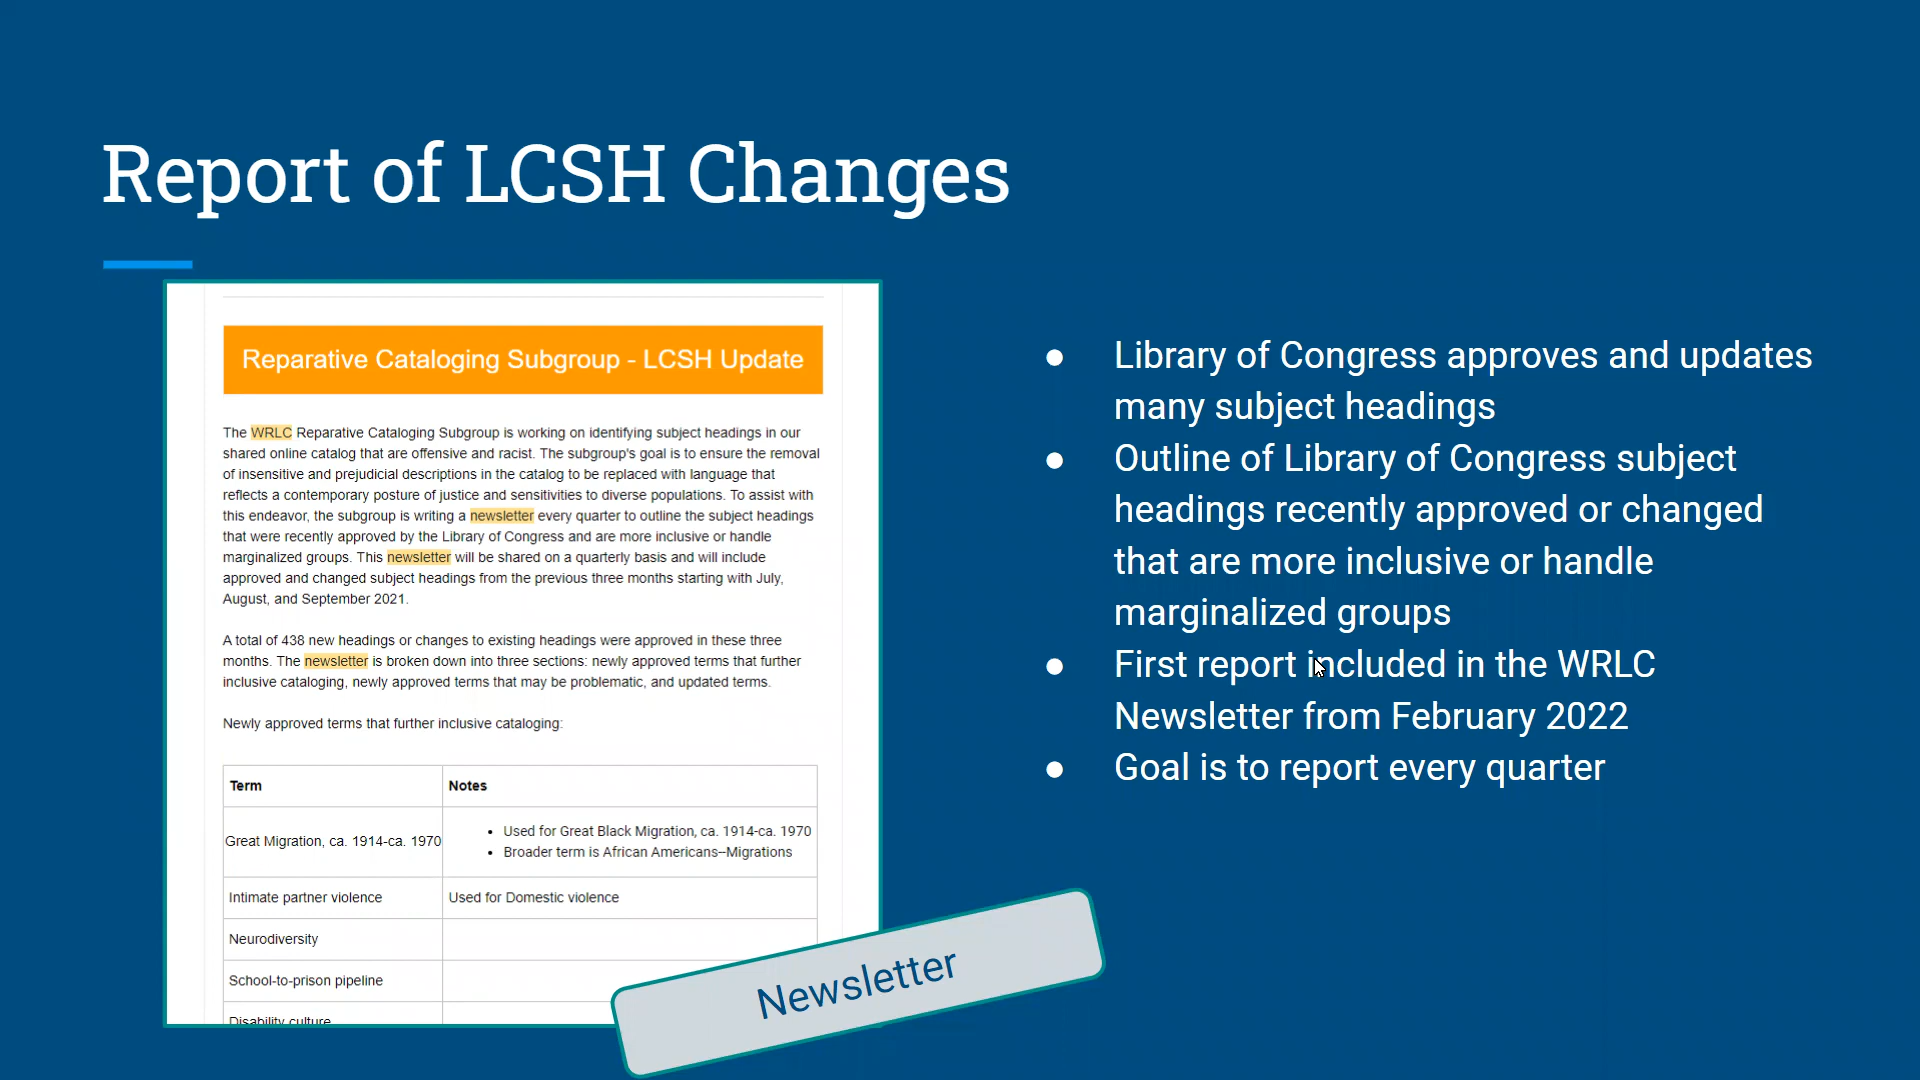 Report of LCSH Changes
Reparative Cataloging Subgroup - LCSH Update
The WRLC Reparative Cataloging Subgroup is working on identifying subject headings in our
shared online catalog that are offensive and racist. The subgroup's goal is to ensure the removal
of insensitive and prejudicial descriptions in the catalog to be replaced with language that
reflects a contemporary posture of justice and sensitivities to diverse populations. To assist with
this endeavor, the subgroup is writing a newsletter every quarter to outline the subject headings
that were recently approved by the Library of Congress and are more inclusive or handle
marginalized groups. This newsletter will be shared on a quarterly basis and will include
approved and changed subject headings from the previous three months starting with July,
August, and September 2021.
A total of 438 new headings or changes to existing headings were approved in these three
months. The newsletter is broken down into three sections: newly approved terms that further
inclusive cataloging, newly approved terms that may be problematic, and updated terms.
Newly approved terms that further inclusive cataloging:
Term Notes
Great Migration, ca. 1914-ca. 1970
• Used for Great Black Migration, ca. 1914-ca. 1970
• Broader term is African Americans--Migrations
Intimate partner violence Used for Domestic violence
Neurodiversity
School-to-prison pipeline
Disability culture
Newsletter
● Library of Congress approves and updates
many subject headings
● Outline of Library of Congress subject
headings recently approved or changed
that are more inclusive or handle
marginalized groups
● First report included in the WRLC
Newsletter from February 2022
● Goal is to report every quarter